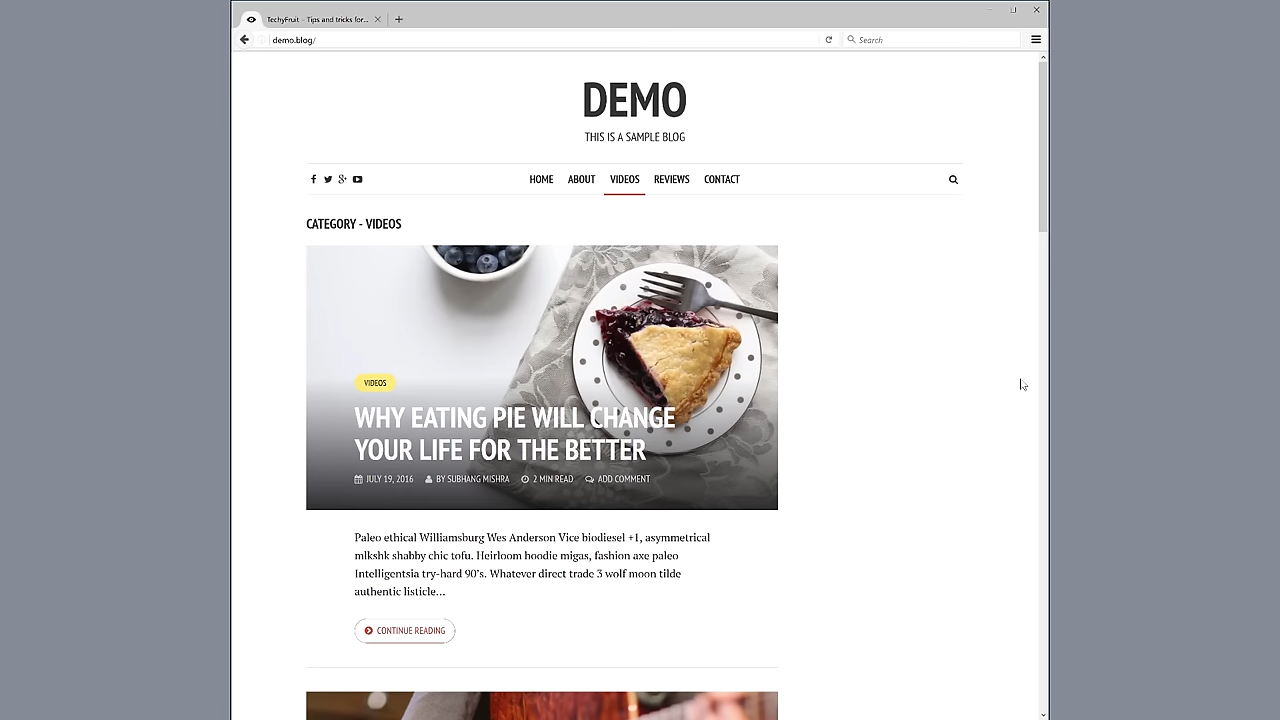 TechyFruit - Tips and tricks for...
demo.blog/
Search
DEMO
THIS IS A SAMPLE BLOG
HOME ABOUT VIDEOS REVIEWS CONTACT
CATEGORY - VIDEOS
VIDEOS
WHY EATING PIE WILL CHANGE
YOUR LIFE FOR THE BETTER
JULY 19, 2016 BY SUBHANG MISHRA 2 MIN READ ADD COMMENT
Paleo ethical Williamsburg Wes Anderson Vice biodiesel +1, asymmetrical
mlkshk shabby chic tofu. Heirloom hoodie migas, fashion axe paleo
Intelligentsia try-hard 90's. Whatever direct trade 3 wolf moon tilde
authentic listicle...
CONTINUE READING